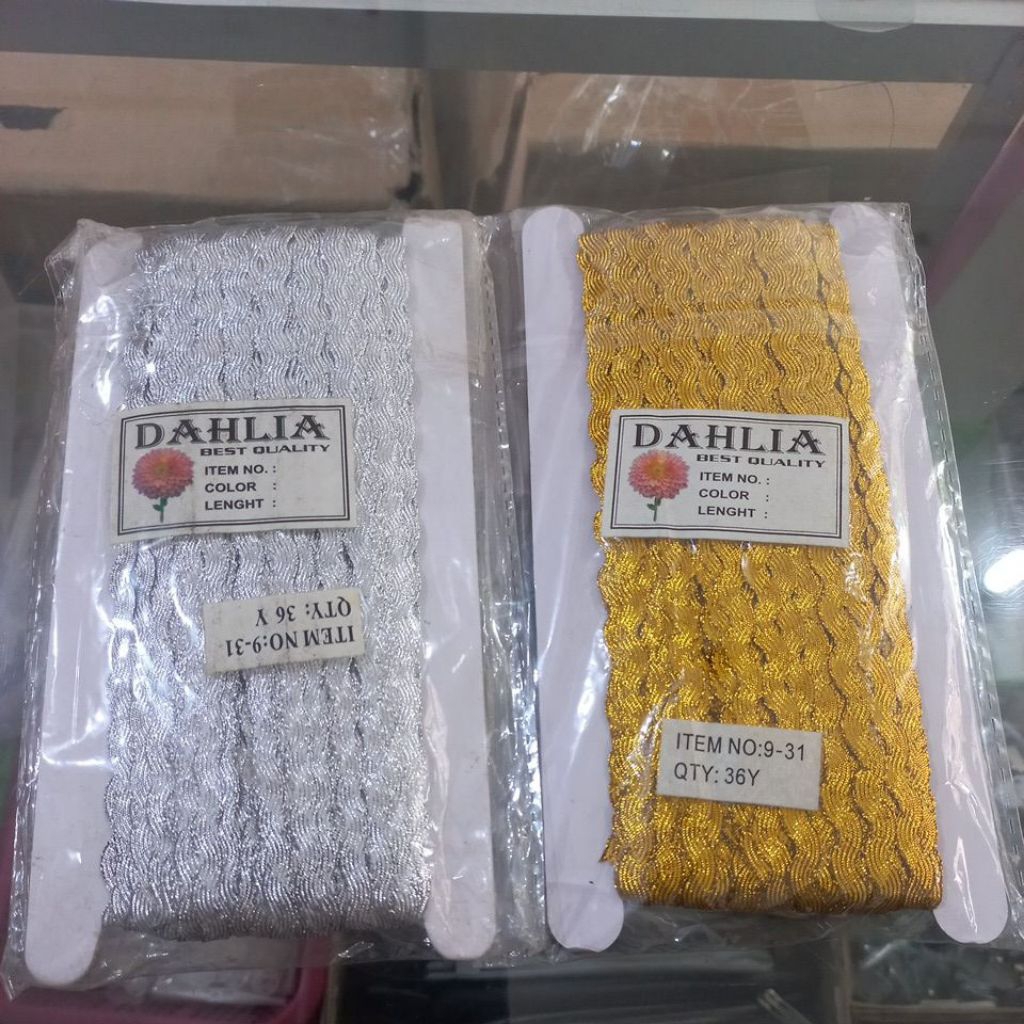 DAHLIA
BEST QUALITY
ITEM NO. :
COLOR :
LENGHT :
ITEM NO:9-31
QTY: 36 Y
DAHLIA
BEST QUALITY
ITEM NO. :
COLOR :
LENGHT :
ITEM NO:9-31
QTY: 36Y